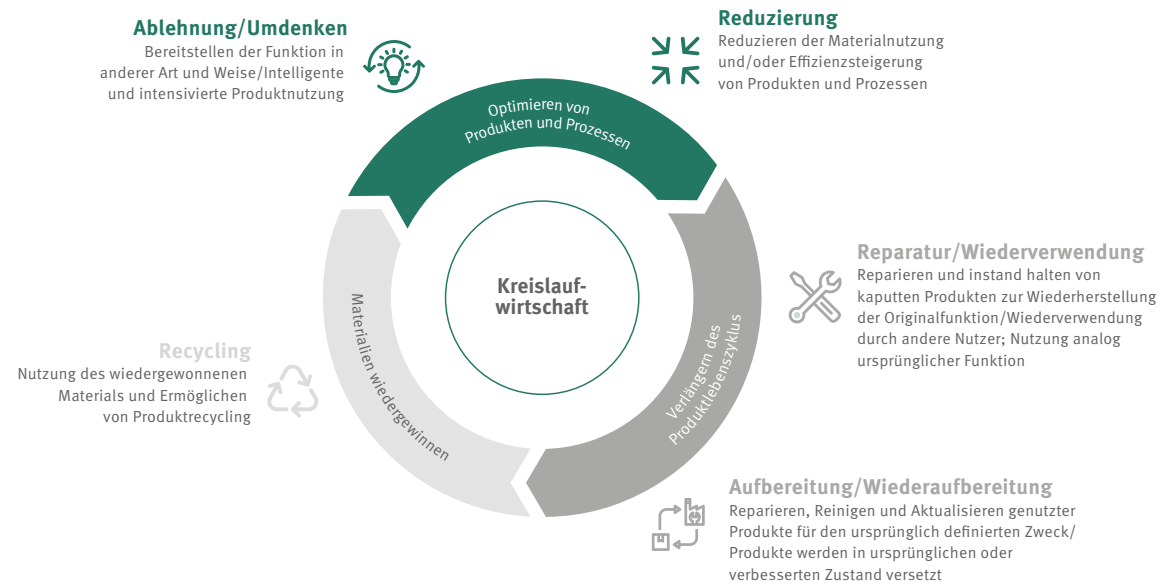 Ablehnung/Umdenken
Bereitstellen der Funktion in
anderer Art und Weise/Intelligente
und intensivierte Produktnutzung
Reduzierung
Reduzieren der Materialnutzung
und/oder Effizienzsteigerung
von Produkten und Prozessen
Optimieren von
Produkten und Prozessen
Kreislauf-
wirtschaft
Reparatur/Wiederverwendung
Reparieren und instand halten von
kaputten Produkten zur Wiederherstellung
der Originalfunktion/Wiederverwendung
durch andere Nutzer; Nutzung analog
ursprünglicher Funktion
Verlängern des
Produktlebenszyklus
Materialien wiedergewinnen
Recycling
Nutzung des wiedergewonnenen
Materials und Ermöglichen
von Produktrecycling
Aufbereitung/Wiederaufbereitung
Reparieren, Reinigen und Aktualisieren genutzter
Produkte für den ursprünglich definierten Zweck/
Produkte werden in ursprünglichen oder
verbesserten Zustand versetzt